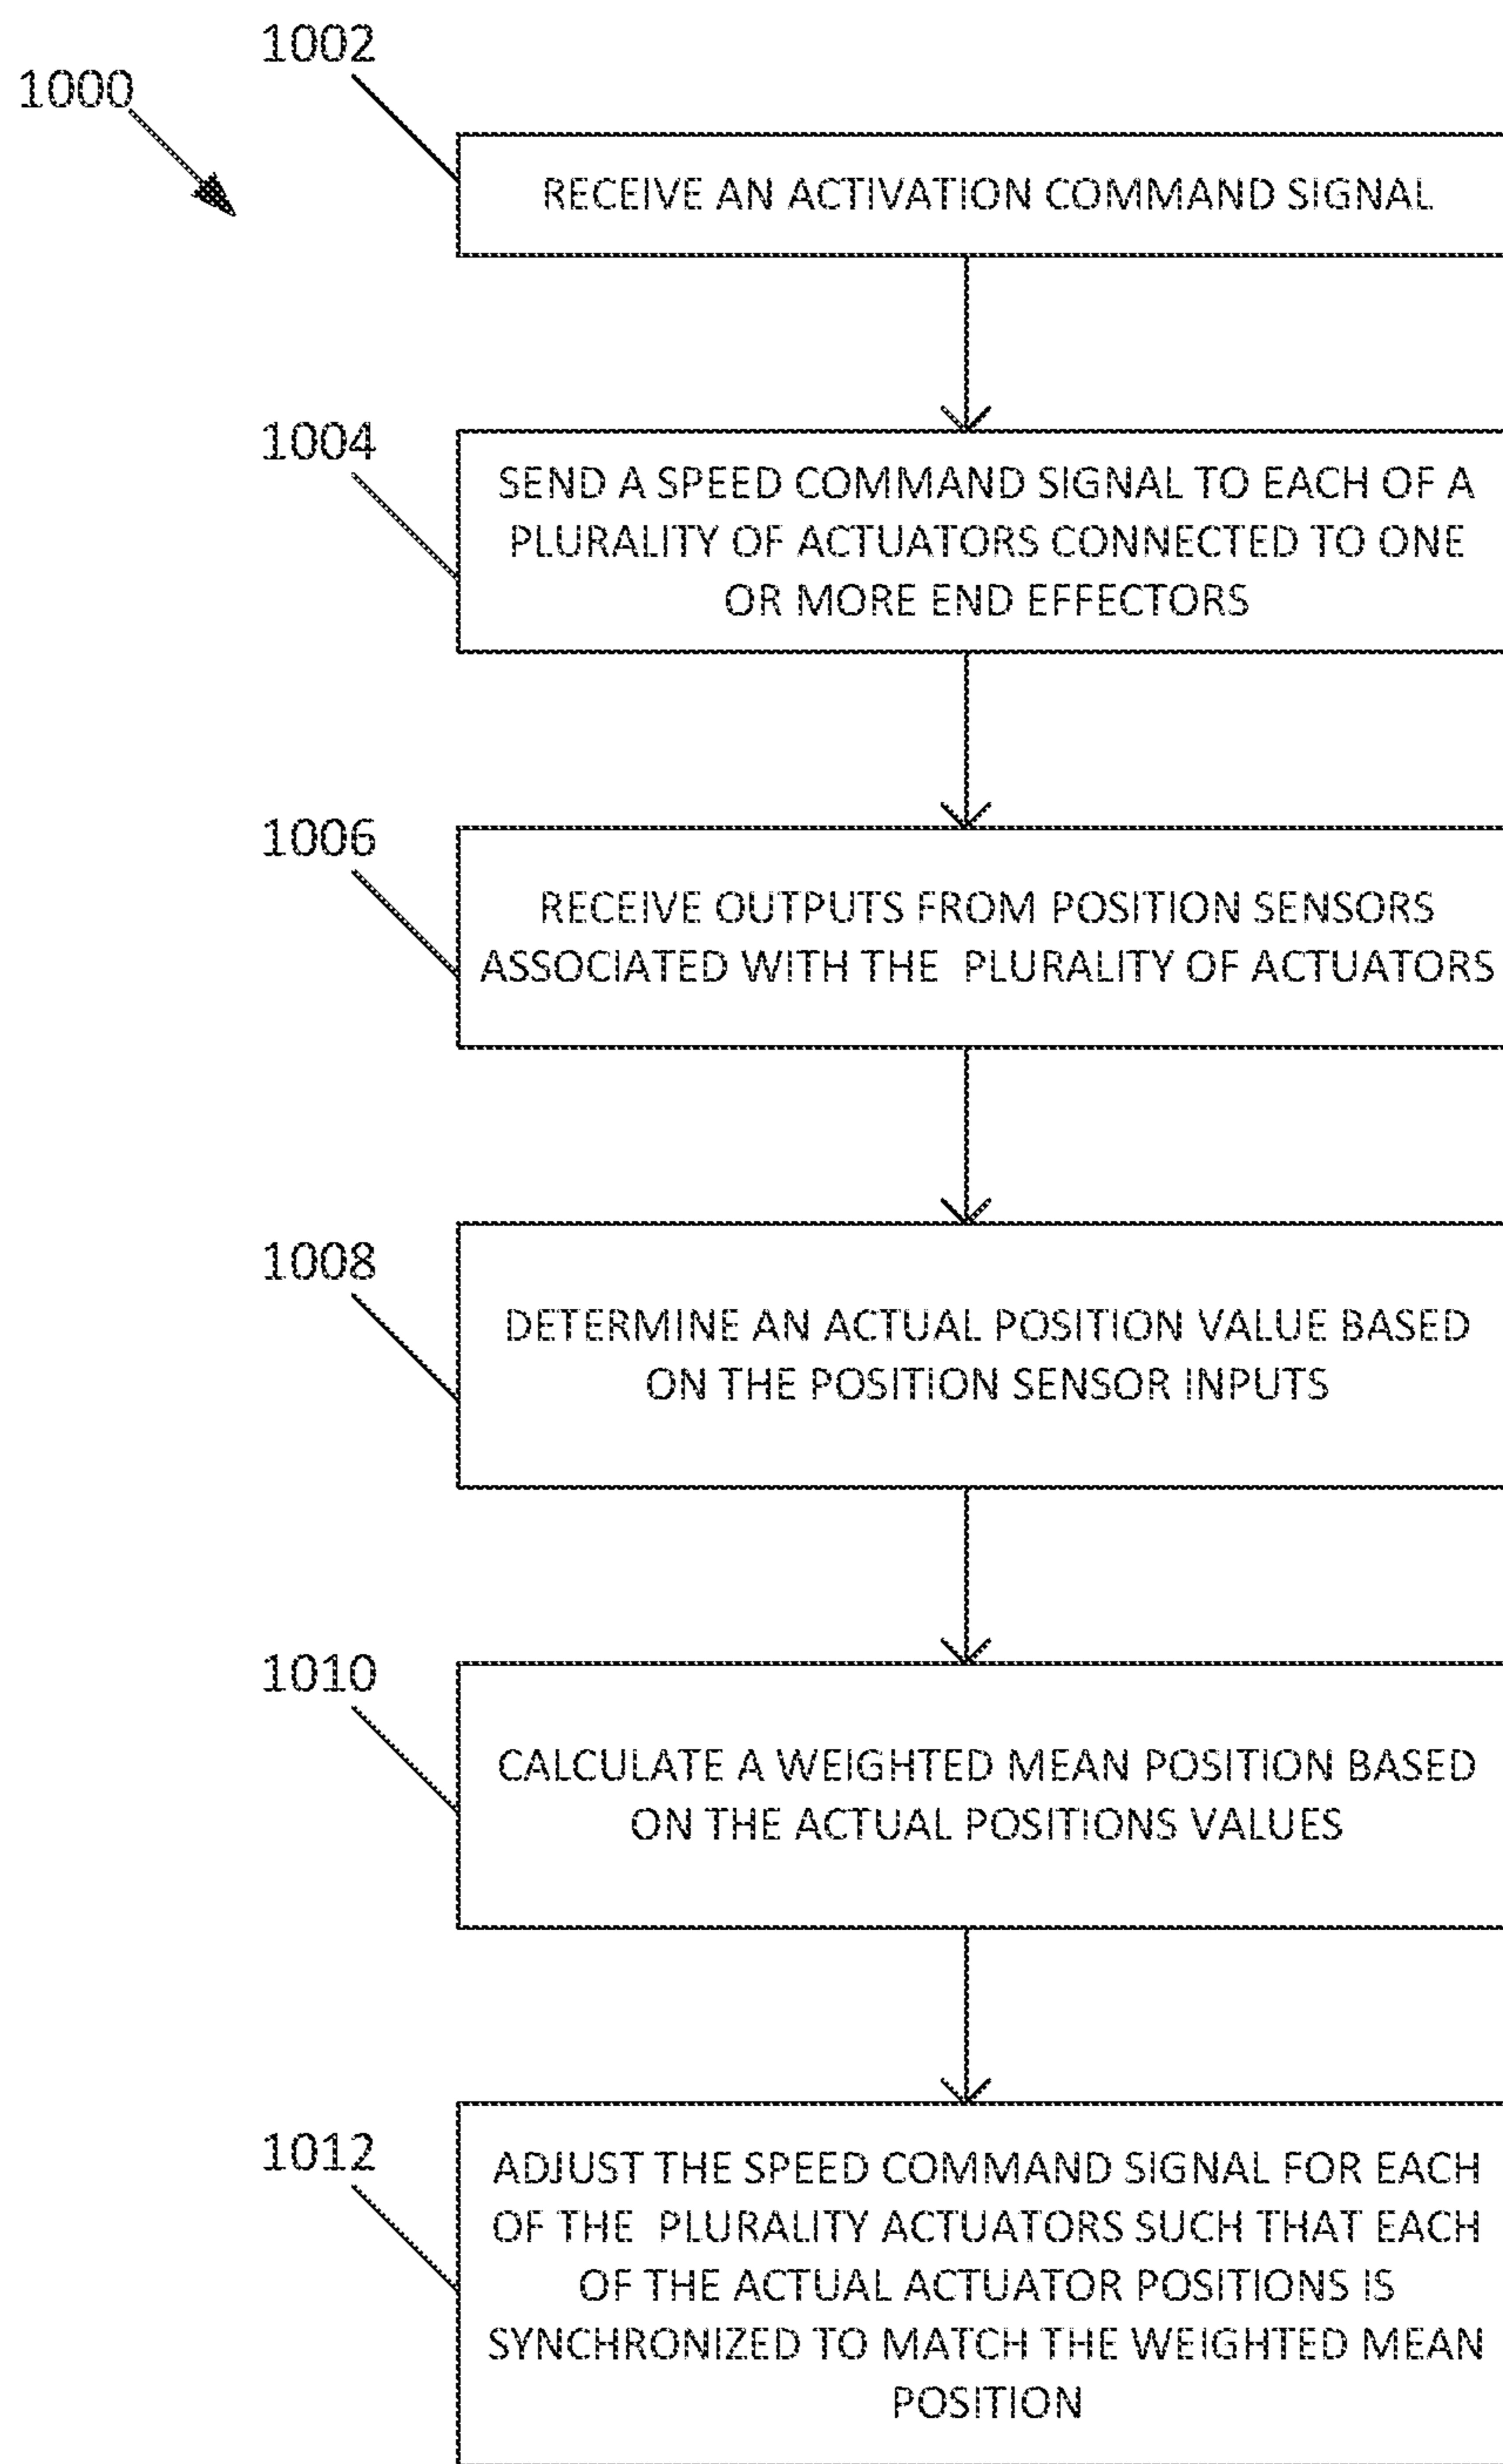 1002
1000
RECEIVE AN ACTIVATION COMMAND SIGNAL
1004
SEND A SPEED COMMAND SIGNAL TO EACH OF A
PLURALITY OF ACTUATORS CONNECTED TO ONE
OR MORE END EFFECTORS
1006
RECEIVE OUTPUTS FROM POSITION SENSORS
ASSOCIATED WITH THE PLURALITY OF ACTUATORS
1008
DETERMINE AN ACTUAL POSITION VALUE BASED
ON THE POSITION SENSOR INPUTS
1010
CALCULATE A WEIGHTED MEAN POSITION BASED
ON THE ACTUAL POSITIONS VALUES
1012
ADJUST THE SPEED COMMAND SIGNAL FOR EACH
OF THE PLURALITY ACTUATORS SUCH THAT EACH
OF THE ACTUAL ACTUATOR POSITIONS IS
SYNCHRONIZED TO MATCH THE WEIGHTED MEAN
POSITION